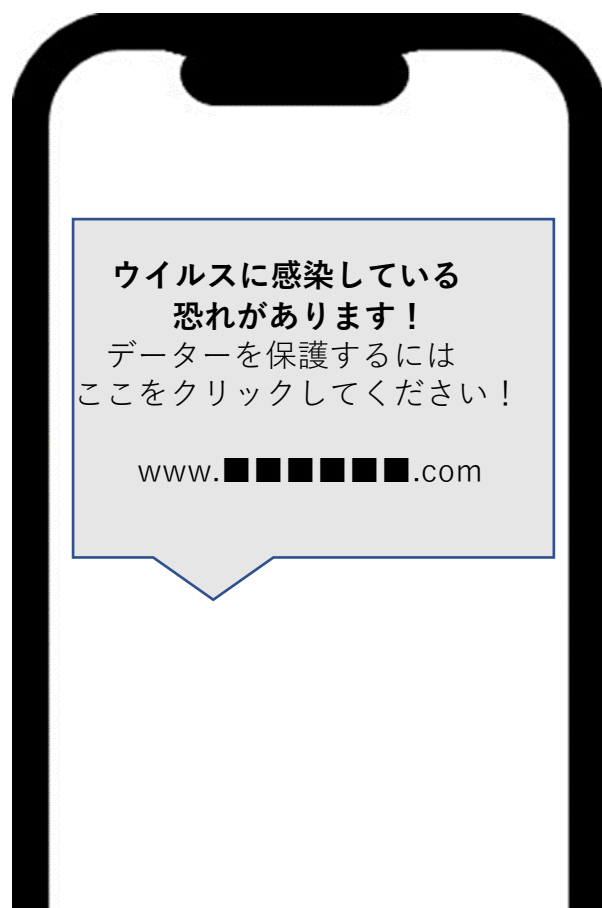 ウイルスに感染している
恐れがあります！
データーを保護するには
ここをクリックしてください！
www.■■■■■■.com